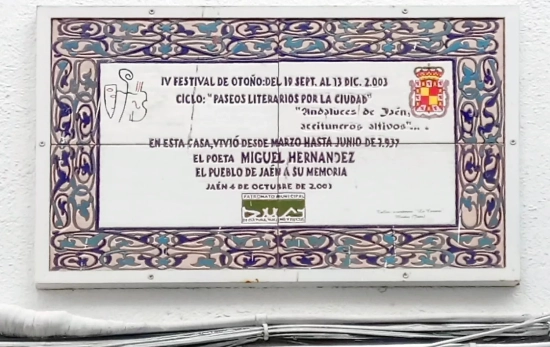 IV FESTIVAL DE OTOÑO: DEL 19 SEPT. AL 13 DIC. 2.003
CICLO: "PASEOS LITERARIOS POR LA CIUDAD"
"Andaluces de Jaén,
aceituneros altivos"...
EN ESTA CASA, VIVIÓ DESDE MARZO HASTA JUNIO DE 1.937
EL POETA MIGUEL HERNANDEZ
EL PUEBLO DE JAÉN A SU MEMORIA
JAÉN 4 DE OCTUBRE DE 2.003
PATRONATO MUNICIPAL